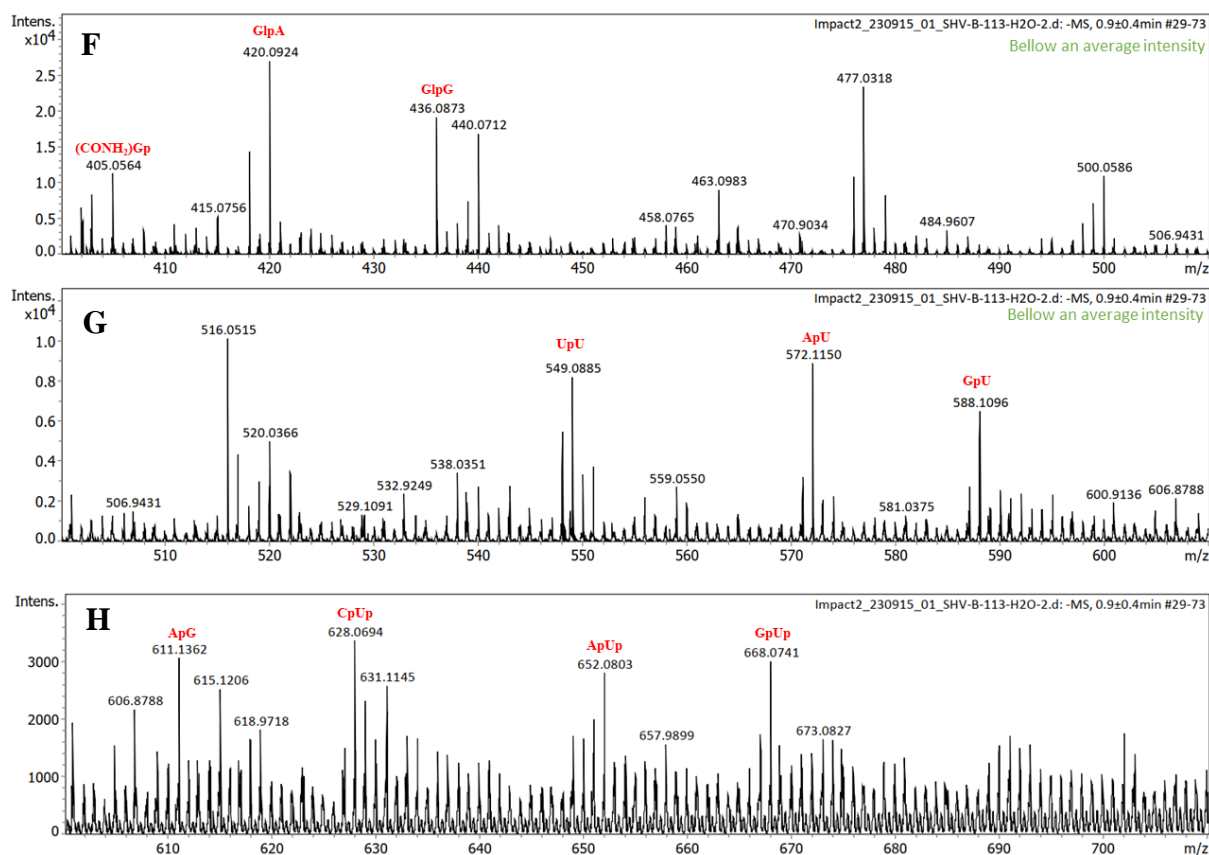 Intens.
x10⁴
F
Impact2_230915_01_SHV-B-113-H2O-2.d: -MS, 0.9±0.4min #29-73
Bellow an average intensity
GlpA
420.0924
GlpG
436.0873
440.0712
(CONH₂)Gp
405.0564
415.0756
458.0765
463.0983
470.9034
477.0318
484.9607
500.0586
506.9431
2.5
2.0
1.5
1.0
0.5
0.0
410 420 430 440 450 460 470 480 490 500 m/z
Intens.
x10⁴
G
Impact2_230915_01_SHV-B-113-H2O-2.d: -MS, 0.9±0.4min #29-73
Bellow an average intensity
506.9431
516.0515
520.0366
529.1091
532.9249
538.0351
UpU
549.0885
559.0550
ApU
572.1150
581.0375
GpU
588.1096
600.9136
606.8788
1.0
0.8
0.6
0.4
0.2
0.0
510 520 530 540 550 560 570 580 590 600 m/z
Intens.
H
Impact2_230915_01_SHV-B-113-H2O-2.d: -MS, 0.9±0.4min #29-73
606.8788
ApG
611.1362
615.1206
618.9718
CpUp
628.0694
631.1145
ApUp
652.0803
657.9899
GpUp
668.0741
673.0827
3000
2000
1000
0
610 620 630 640 650 660 670 680 690 700 m/z